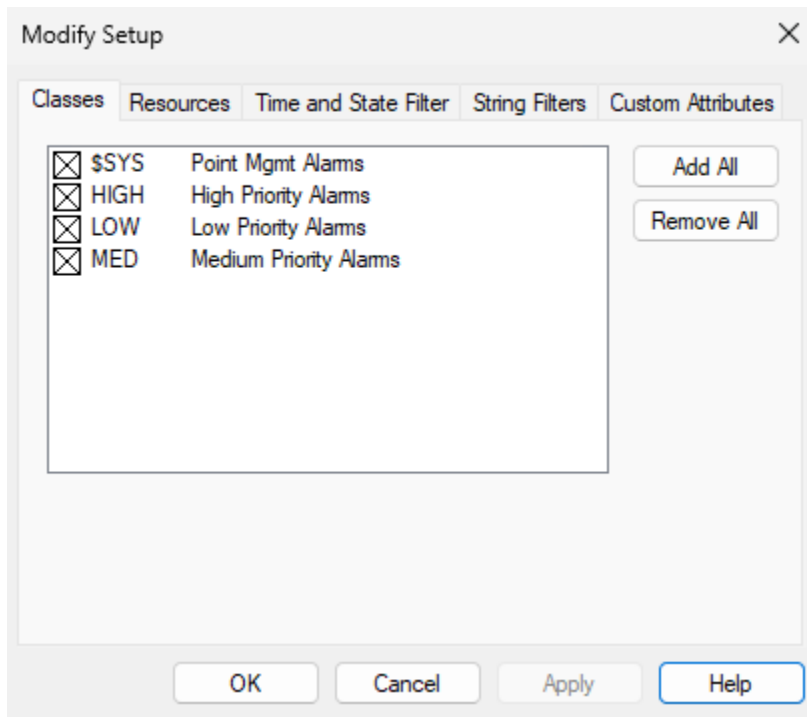 Modify Setup
Classes Resources Time and State Filter String Filters Custom Attributes
$SYS Point Mgmt Alarms
HIGH High Priority Alarms
LOW Low Priority Alarms
MED Medium Priority Alarms
Add All
Remove All
OK Cancel Apply Help